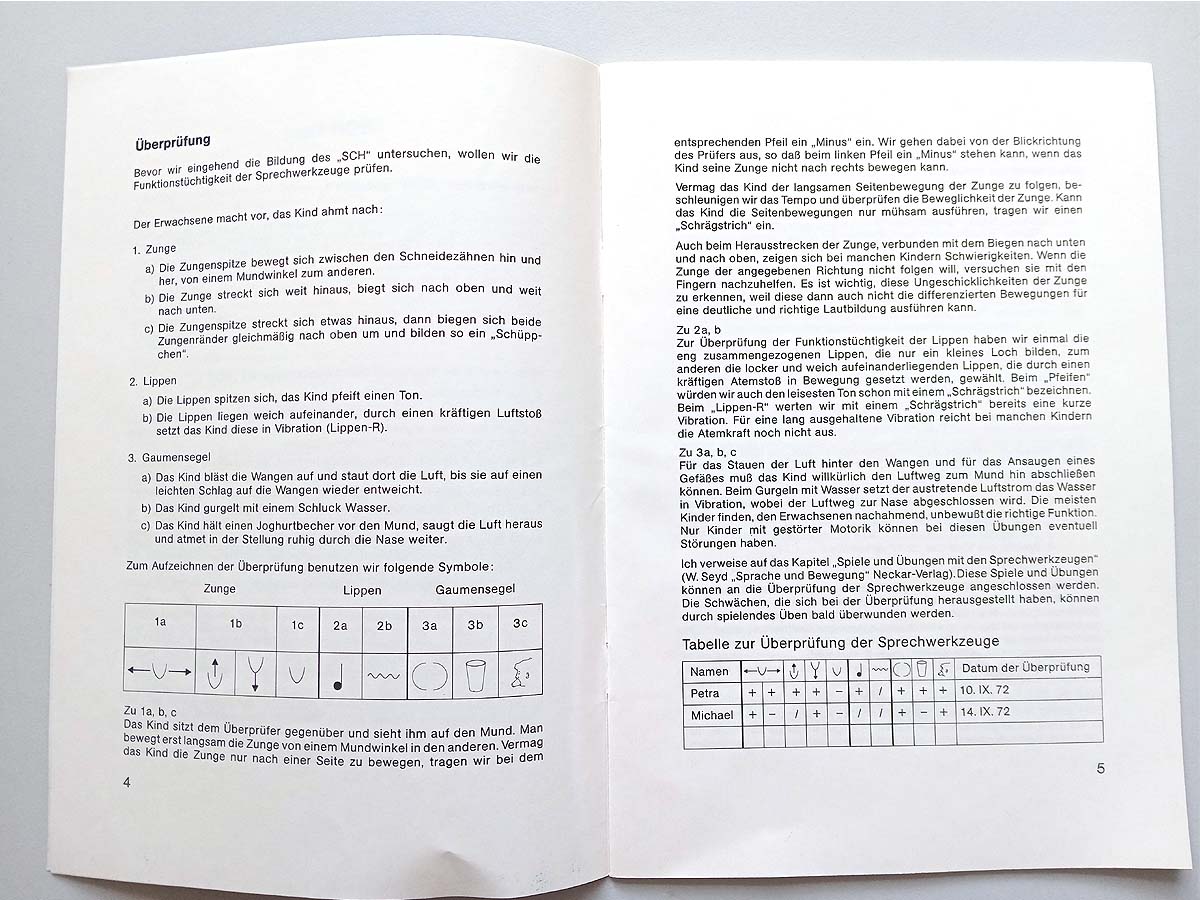 Überprüfung
Bevor wir eingehend die Bildung des „SCH" untersuchen, wollen wir die
Funktionstüchtigkeit der Sprechwerkzeuge prüfen.
Der Erwachsene macht vor, das Kind ahmt nach:
1. Zunge
a) Die Zungenspitze bewegt sich zwischen den Schneidezähnen hin und
her, von einem Mundwinkel zum anderen.
b) Die Zunge streckt sich weit hinaus, biegt sich nach oben und weit
nach unten.
c) Die Zungenspitze streckt sich etwas hinaus, dann biegen sich beide
Zungenränder gleichmäßig nach oben um und bilden so ein „Schüpp-
chen".
2. Lippen
a) Die Lippen spitzen sich, das Kind pfeift einen Ton.
b) Die Lippen liegen weich aufeinander, durch einen kräftigen Luftstoß
setzt das Kind diese in Vibration (Lippen-R).
3. Gaumensegel
a) Das Kind bläst die Wangen auf und staut dort die Luft, bis sie auf einen
leichten Schlag auf die Wangen wieder entweicht.
b) Das Kind gurgelt mit einem Schluck Wasser.
c) Das Kind hält einen Joghurtbecher vor den Mund, saugt die Luft heraus
und atmet in der Stellung ruhig durch die Nase weiter.
Zum Aufzeichnen der Überprüfung benutzen wir folgende Symbole:
Zunge Lippen Gaumensegel
1a 1b 1c 2a 2b 3a 3b 3c
Zu 1a, b, c
Das Kind sitzt dem Überprüfer gegenüber und sieht ihm auf den Mund. Man
bewegt erst langsam die Zunge von einem Mundwinkel in den anderen. Vermag
das Kind die Zunge nur nach einer Seite zu bewegen, tragen wir bei dem
4
entsprechenden Pfeil ein „Minus" ein. Wir gehen dabei von der Blickrichtung
des Prüfers aus, so daß beim linken Pfeil ein „Minus" stehen kann, wenn das
Kind seine Zunge nicht nach rechts bewegen kann.
Vermag das Kind der langsamen Seitenbewegung der Zunge zu folgen, be-
schleunigen wir das Tempo und überprüfen die Beweglichkeit der Zunge. Kann
das Kind die Seitenbewegungen nur mühsam ausführen, tragen wir einen
„Schrägstrich" ein.
Auch beim Herausstrecken der Zunge, verbunden mit dem Biegen nach unten
und nach oben, zeigen sich bei manchen Kindern Schwierigkeiten. Wenn die
Zunge der angegebenen Richtung nicht folgen will, versuchen sie mit den
Fingern nachzuhelfen. Es ist wichtig, diese Ungeschicklichkeiten der Zunge
zu erkennen, weil diese dann auch nicht die differenzierten Bewegungen für
eine deutliche und richtige Lautbildung ausführen kann.
Zu 2a, b
Zur Überprüfung der Funktionstüchtigkeit der Lippen haben wir einmal die
eng zusammengezogenen Lippen, die nur ein kleines Loch bilden, zum
anderen die locker und weich aufeinanderliegenden Lippen, die durch einen
kräftigen Atemstoß in Bewegung gesetzt werden, gewählt. Beim „Pfeifen"
würden wir auch den leisesten Ton schon mit einem „Schrägstrich" bezeichnen.
Beim „Lippen-R" werten wir mit einem „Schrägstrich" bereits eine kurze
Vibration. Für eine lang ausgehaltene Vibration reicht bei manchen Kindern
die Atemkraft noch nicht aus.
Zu 3a, b, c
Für das Stauen der Luft hinter den Wangen und für das Ansaugen eines
Gefäßes muß das Kind willkürlich den Luftweg zum Mund hin abschließen
können. Beim Gurgeln mit Wasser setzt der austretende Luftstrom das Wasser
in Vibration, wobei der Luftweg zur Nase abgeschlossen wird. Die meisten
Kinder finden, den Erwachsenen nachahmend, unbewußt die richtige Funktion.
Nur Kinder mit gestörter Motorik können bei diesen Übungen eventuell
Störungen haben.
Ich verweise auf das Kapitel „Spiele und Übungen mit den Sprechwerkzeugen"
(W. Seyd „Sprache und Bewegung" Neckar-Verlag). Diese Spiele und Übungen
können an die Überprüfung der Sprechwerkzeuge angeschlossen werden.
Die Schwächen, die sich bei der Überprüfung herausgestellt haben, können
durch spielendes Üben bald überwunden werden.
Tabelle zur Überprüfung der Sprechwerkzeuge
Namen Datum der Überprüfung
Petra + + + + − + / + + + 10. IX. 72
Michael + − / + − / / + − + 14. IX. 72
5